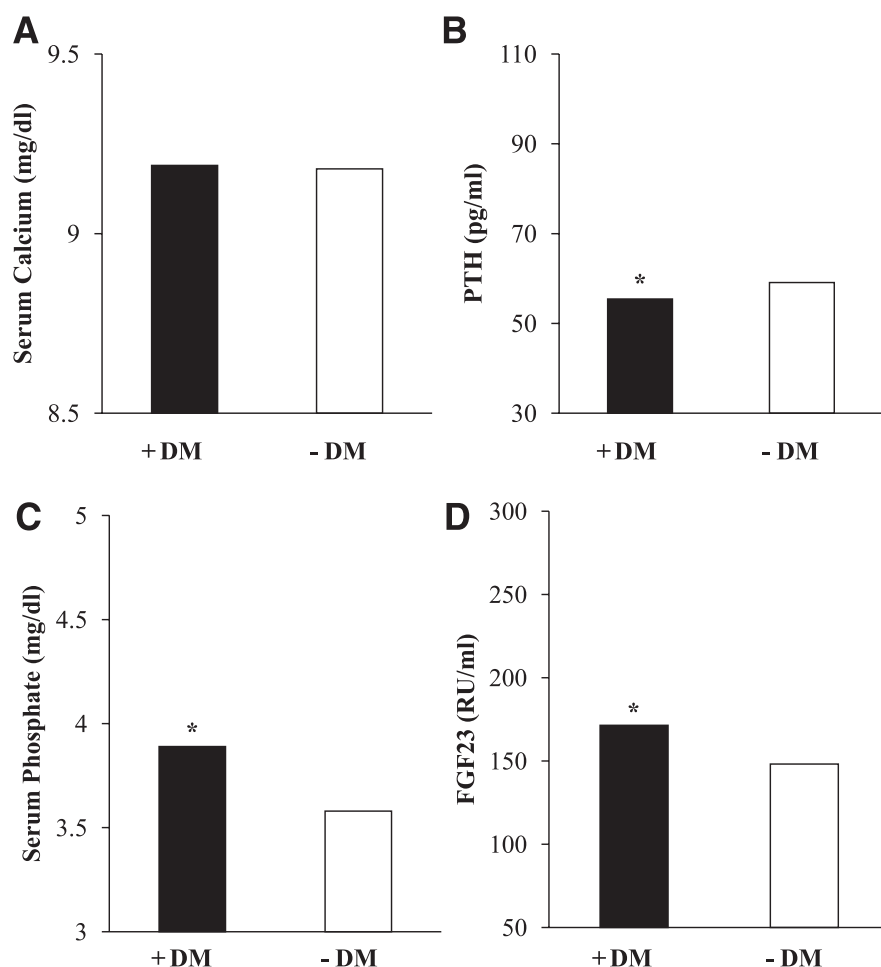 A
Serum Calcium (mg/dl)
9.5
9
8.5
+DM
- DM
B
PTH (pg/ml)
110
90
70
50
30
*
+DM
- DM
C
Serum Phosphate (mg/dl)
5
4.5
4
3.5
3
*
+DM
- DM
D
FGF23 (RU/ml)
300
250
200
150
100
50
*
+DM
- DM